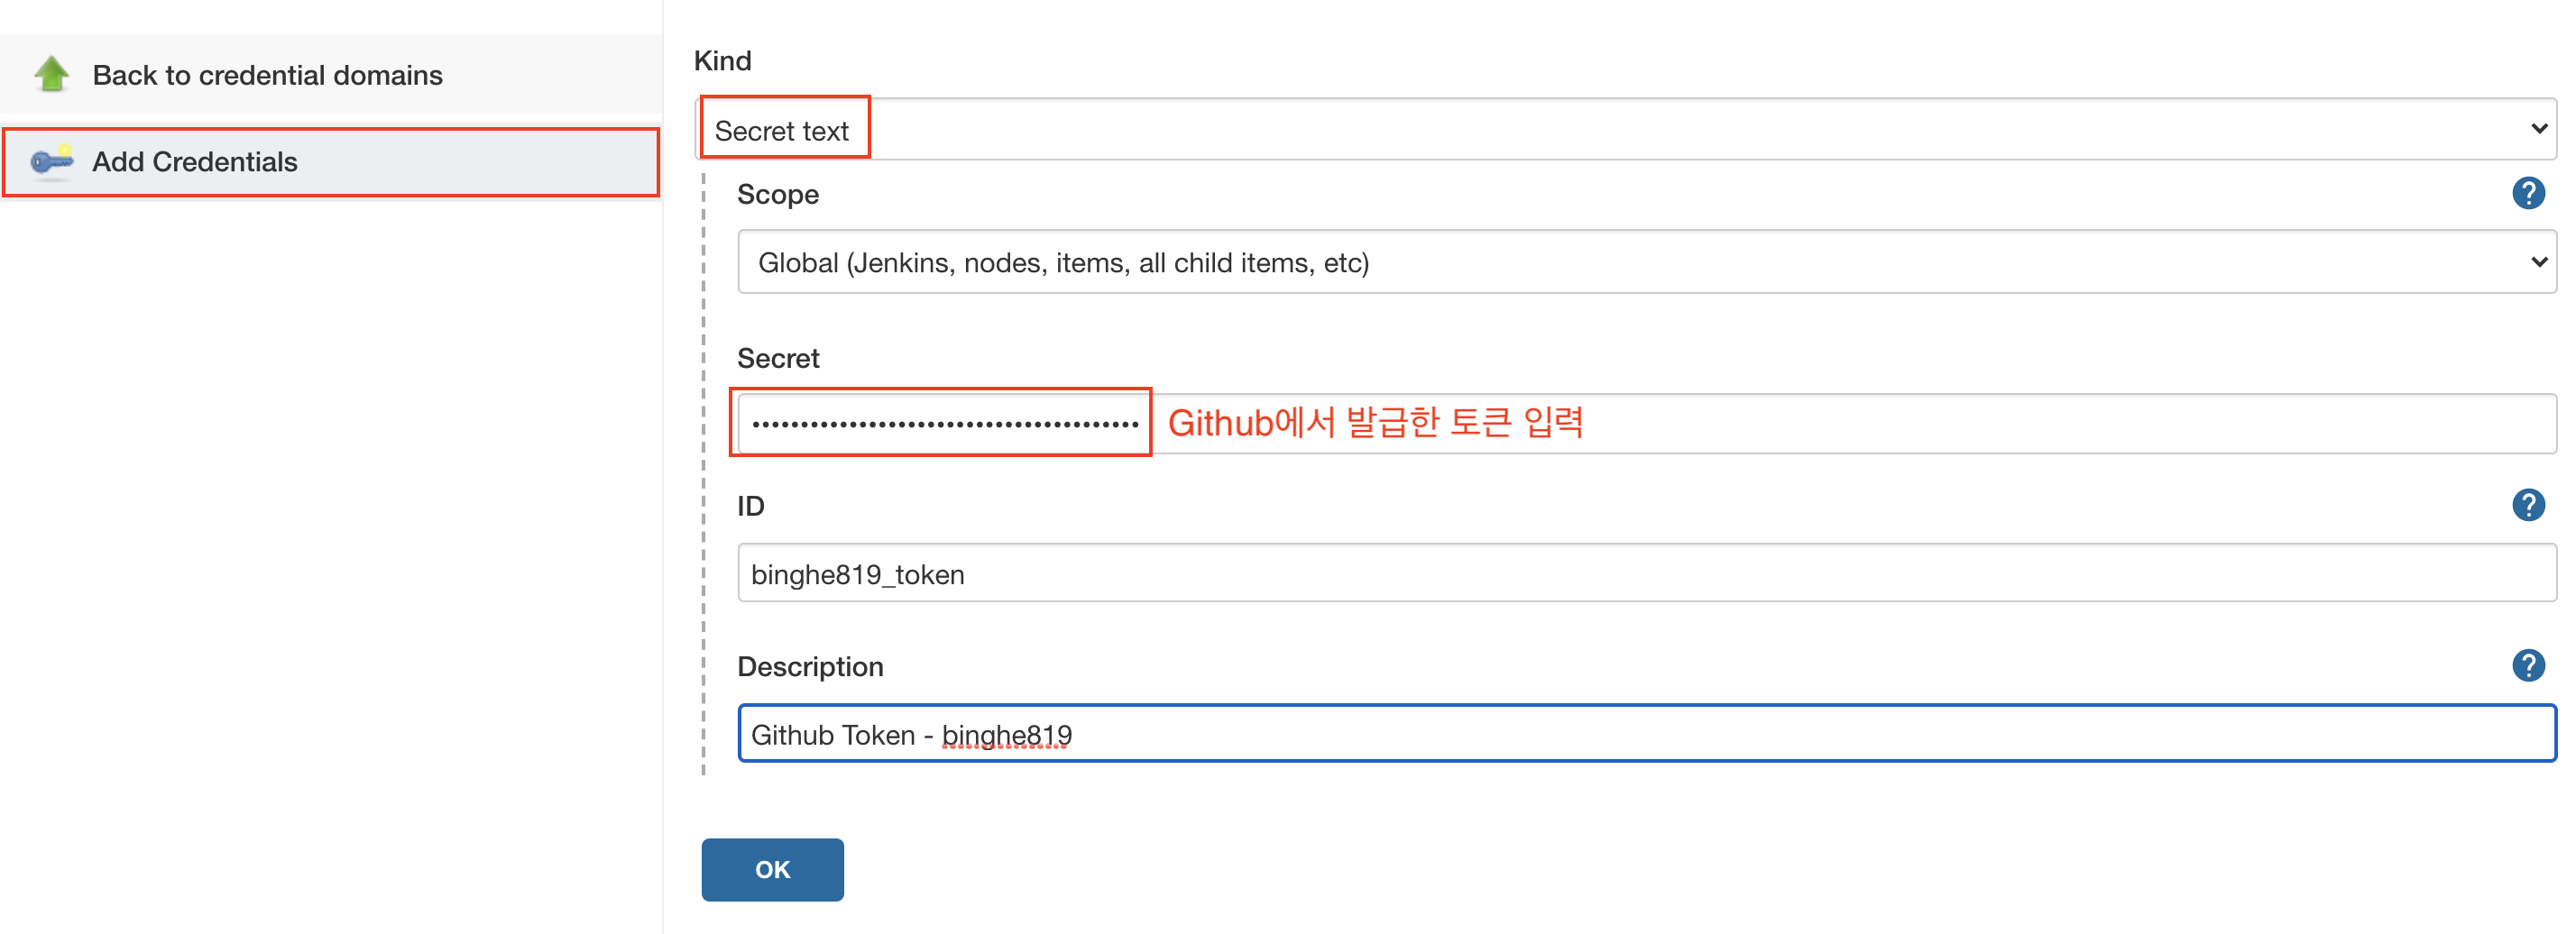 Back to credential domains
Add Credentials
Kind
Secret text
Scope
?
Global (Jenkins, nodes, items, all child items, etc)
Secret
•••••••••••••••••••••••••••••••••••••••• Github에서 발급한 토큰 입력
ID
?
binghe819_token
Description
?
Github Token - binghe819
OK